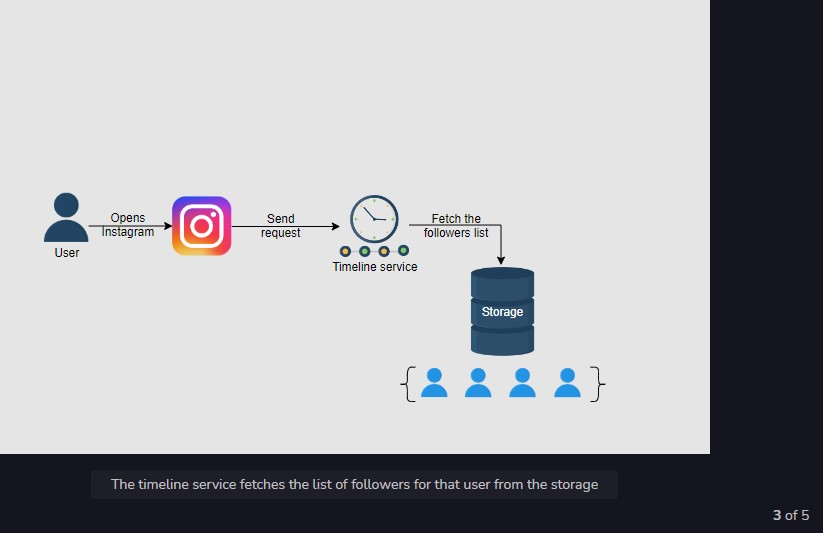 Opens
Instagram
Send
request
Fetch the
followers list
User
Timeline service
Storage
The timeline service fetches the list of followers for that user from the storage
3 of 5